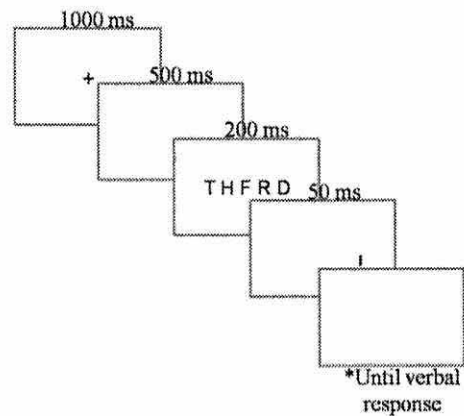 1000 ms
+
500 ms
200 ms
T H F R D
50 ms
*Until verbal
response